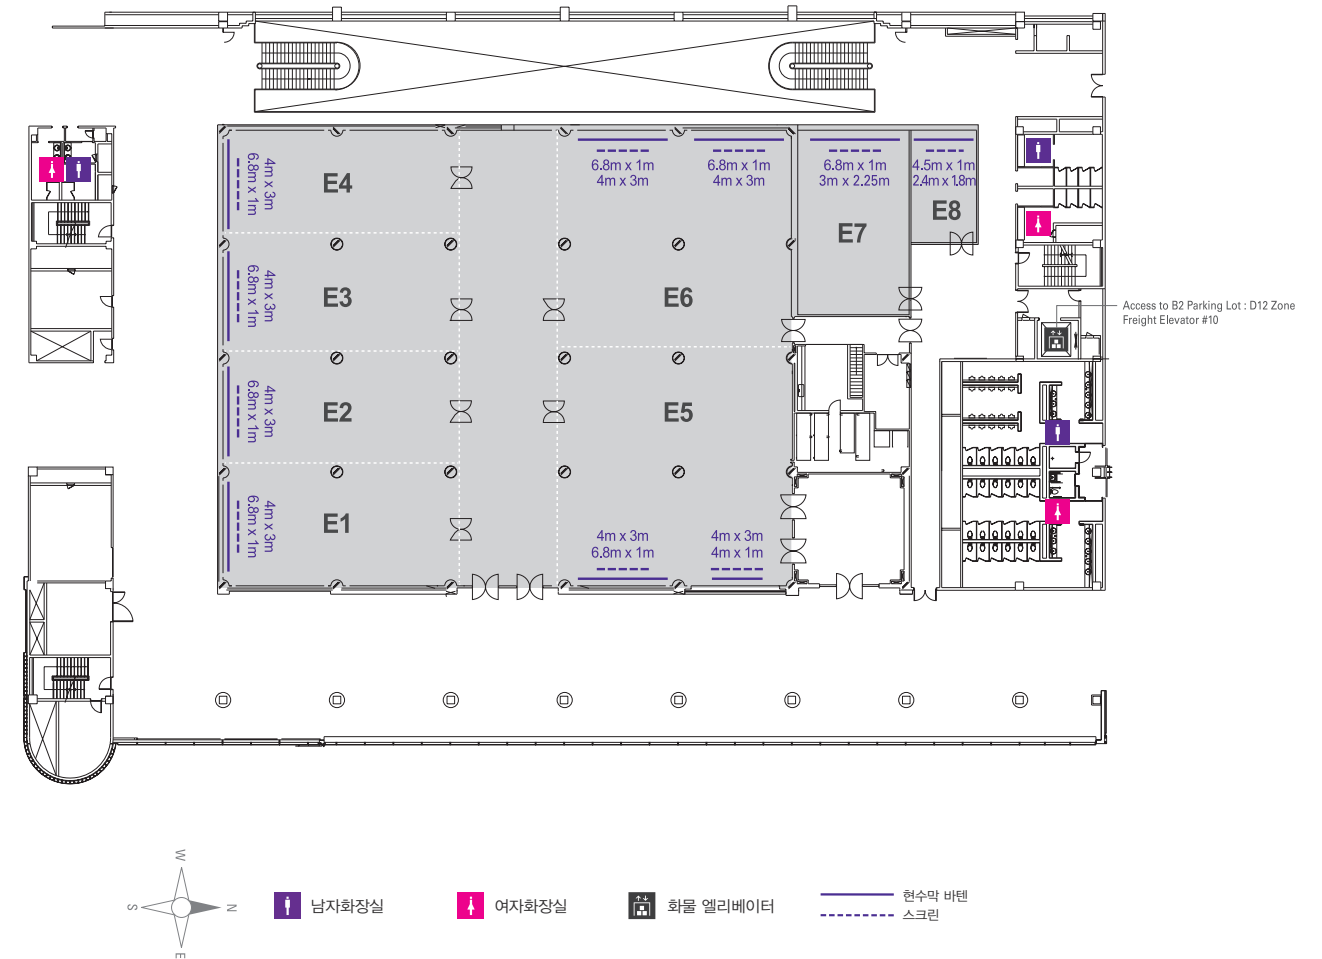 6.8m x 1m
4m x 3m
6.8m x 1m
4m x 3m
6.8m x 1m
3m x 2.25m
4.5m x 1m
2.4m x 1.8m
4m x 3m
6.8m x 1m
E4
E8
E7
4m x 3m
6.8m x 1m
E3
E6
Access to B2 Parking Lot : D12 Zone
Freight Elevator #10
4m x 3m
6.8m x 1m
E2
E5
4m x 3m
6.8m x 1m
E1
4m x 3m
6.8m x 1m
4m x 3m
4m x 1m
W
S
N
E
남자화장실
여자화장실
화물 엘리베이터
현수막 바텐
스크린